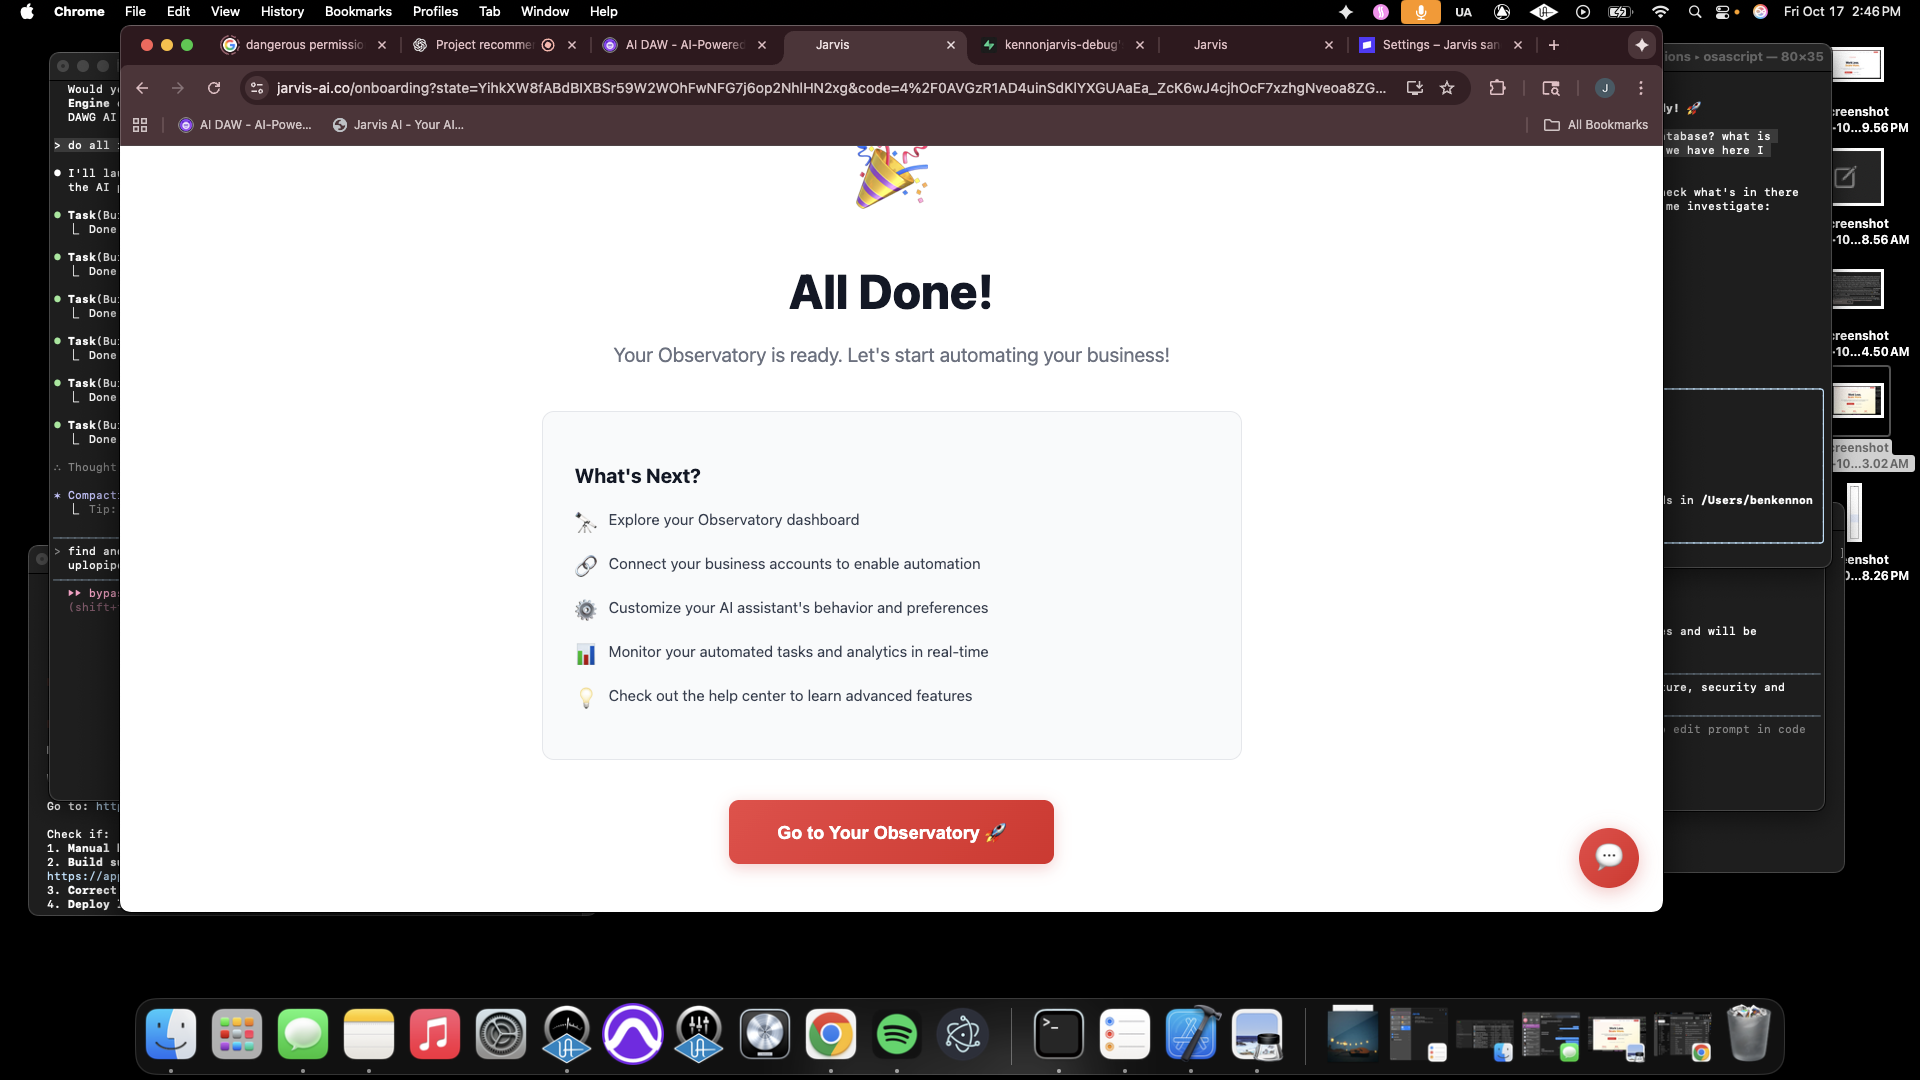 Chrome File Edit View History Bookmarks Profiles Tab Window Help
UA
Fri Oct 17 2:46 PM
dangerous permissio
Project recomme
AI DAW - AI-Powered
Jarvis
kennonjarvis-debug'
Jarvis
Settings – Jarvis san
jarvis-ai.co/onboarding?state=YihkXW8fABdBIXBSr59W2WOhFwNFG7j6op2NhlHN2xg&code=4%2F0AVGzR1AD4uinSdKlYXGUAaEa_ZcK6wJ4cjhOcF7xzhgNveoa8ZG...
J
AI DAW - AI-Powe...
Jarvis AI - Your AI...
All Bookmarks
All Done!
Your Observatory is ready. Let's start automating your business!
What's Next?
Explore your Observatory dashboard
Connect your business accounts to enable automation
Customize your AI assistant's behavior and preferences
Monitor your automated tasks and analytics in real-time
Check out the help center to learn advanced features
Go to Your Observatory 🚀
Would y
Engine
DAWG AI
> do all
I'll la
the AI
Task(Bu
Done
Task(Bu
Done
Task(Bu
Done
Task(Bu
Done
Task(Bu
Done
Task(Bu
Done
∴ Thought
Compact
Tip:
> find an
uplopip
bypa
(shift+
Go to: htt
Check if:
1. Manual
2. Build s
https://ap
3. Correct
4. Deploy
ions ▸ osascript — 80×35
ly! 🚀
tabase? what is
we have here I
eck what's in there
me investigate:
ls in /Users/benkennon
s and will be
ture, security and
edit prompt in code
creenshot
-10...9.56 PM
creenshot
-10...8.56 AM
creenshot
-10...4.50 AM
creenshot
-10...3.02 AM
enshot
0...8.26 PM